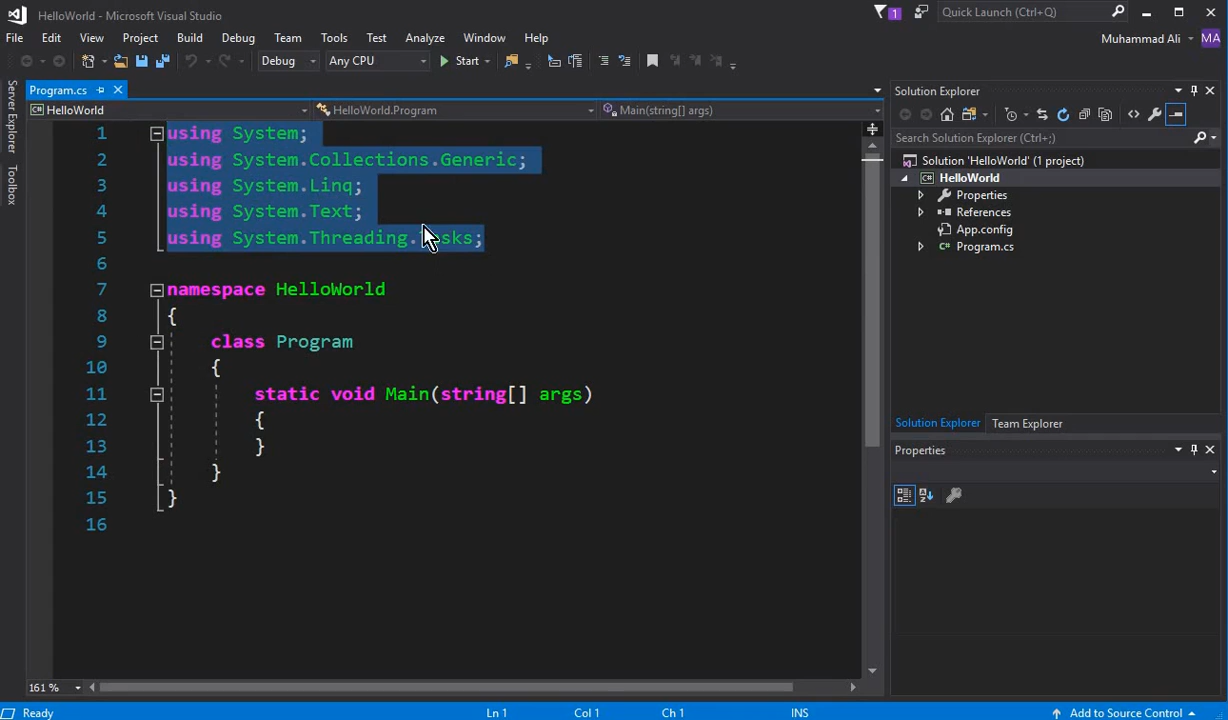 HelloWorld - Microsoft Visual Studio
1
Quick Launch (Ctrl+Q)
File Edit View Project Build Debug Team Tools Test Analyze Window Help
Muhammad Ali MA
Debug Any CPU Start
Server Explorer
Toolbox
Program.cs
HelloWorld HelloWorld.Program Main(string[] args)
1 using System;
2 using System.Collections.Generic;
3 using System.Linq;
4 using System.Text;
5 using System.Threading.Tasks;
6
7 namespace HelloWorld
8 {
9 class Program
10 {
11 static void Main(string[] args)
12 {
13 }
14 }
15 }
16
161 %
Solution Explorer
Search Solution Explorer (Ctrl+;)
Solution 'HelloWorld' (1 project)
C# HelloWorld
Properties
References
App.config
C# Program.cs
Solution Explorer Team Explorer
Properties
Ready Ln 1 Col 1 Ch 1 INS Add to Source Control